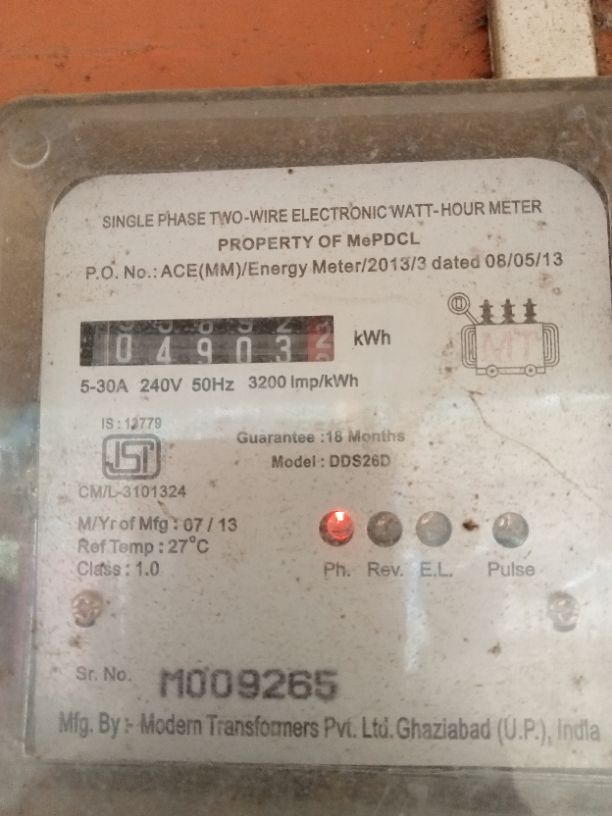 SINGLE PHASE TWO-WIRE ELECTRONIC WATT-HOUR METER
PROPERTY OF MePDCL
P.O. No.: ACE(MM)/Energy Meter/2013/3 dated 08/05/13
04903 kWh
MT
5-30A 240V 50Hz 3200 Imp/kWh
IS : 13779
Guarantee :18 Months
ISI
Model : DDS26D
CM/L-3101324
M/Yr of Mfg : 07 / 13
Ref Temp : 27°C
Class : 1.0
Ph. Rev. E.L. Pulse
Sr. No. M009265
Mfg. By :- Modern Transformers Pvt. Ltd. Ghaziabad (U.P.), India